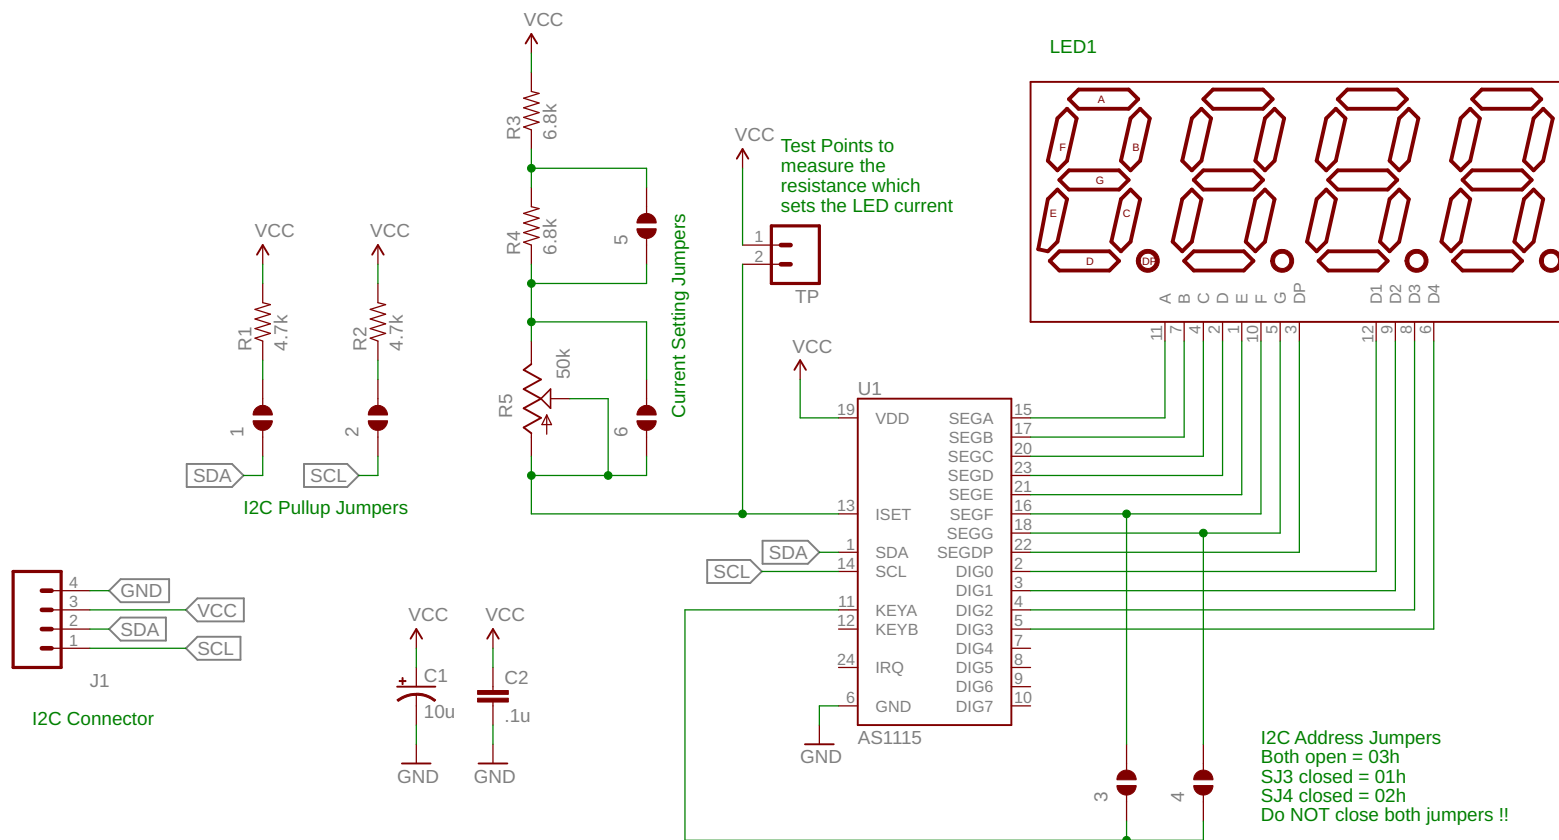 VCC
R3
6.8k
R4
6.8k
5
Current Setting Jumpers
R5
50k
6
VCC
Test Points to
measure the
resistance which
sets the LED current
1
2
TP
LED1
A
F
B
G
E
C
D
DP
A
B
C
D
E
F
G
DP
D1
D2
D3
D4
11
7
4
2
1
10
5
3
12
9
8
6
VCC
VCC
R1
4.7k
R2
4.7k
1
2
SDA
SCL
I2C Pullup Jumpers
VCC
U1
19 VDD SEGA 15
SEGB 17
SEGC 20
SEGD 23
SEGE 21
13 ISET SEGF 16
SEGG 18
SDA 1 SDA SEGDP 22
SCL 14 SCL DIG0 2
DIG1 3
11 KEYA DIG2 4
12 KEYB DIG3 5
DIG4 7
24 IRQ DIG5 8
DIG6 9
6 GND DIG7 10
AS1115
GND
4 GND
3 VCC
2 SDA
1 SCL
J1
I2C Connector
VCC
+
C1
10u
GND
VCC
C2
.1u
GND
3
4
I2C Address Jumpers
Both open = 03h
SJ3 closed = 01h
SJ4 closed = 02h
Do NOT close both jumpers !!